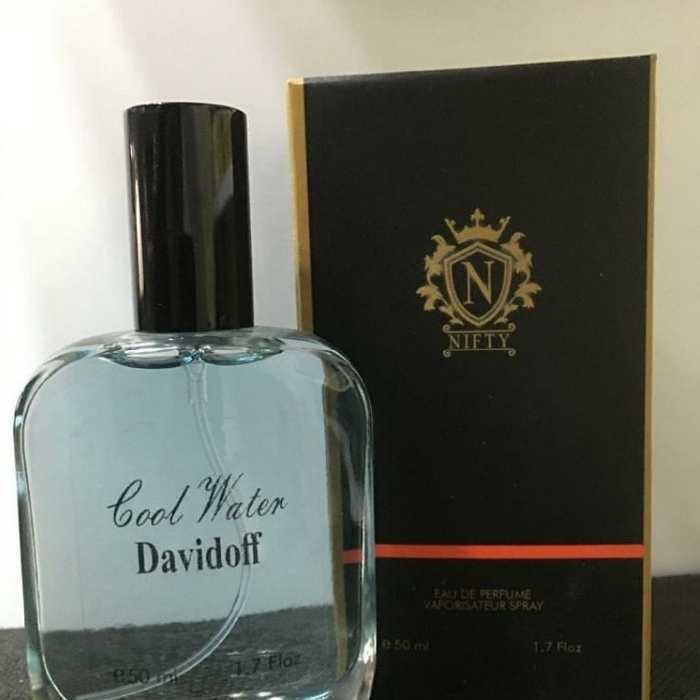 Cool Water
Davidoff
℮50 ml 1.7 Floz
N
NIFTY
EAU DE PERFUME
VAPORISATEUR SPRAY
℮50 ml 1.7 Floz